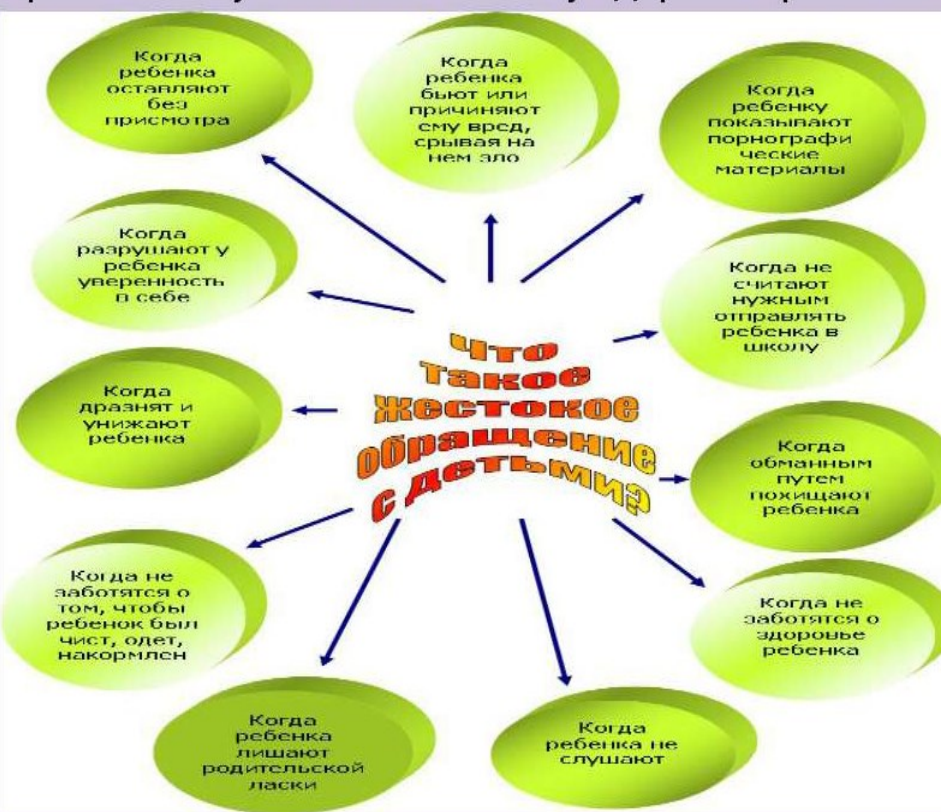 Когда
ребенка
оставляют
без
присмотра
Когда
ребенка
бьют или
причиняют
ему вред,
срывая на
нем зло
Когда
ребенку
показывают
порнографи
ческие
материалы
Когда
разрушают у
ребенка
уверенность
в себе
Когда не
считают
нужным
отправлять
ребенка в
школу
Что
такое
жестокое
обращение
с детьми?
Когда
дразнят и
унижают
ребенка
Когда
обманным
путем
похищают
ребенка
Когда не
заботятся о
том, чтобы
ребенок был
чист, одет,
накормлен
Когда не
заботятся о
здоровье
ребенка
Когда
ребенка
лишают
родительской
ласки
Когда
ребенка не
слушают